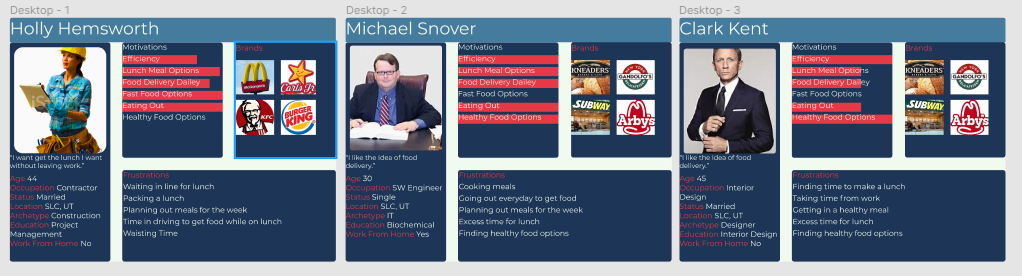 Desktop - 1
Holly Hemsworth
Motivations
Efficiency
Lunch Meal Options
Food Delivery Dailey
Fast Food Options
Eating Out
Healthy Food Options
Brands
McDonald's
Carl's Jr.
KFC
BURGER
KING
"I want get the lunch I want
without leaving work."
Age 44
Occupation Contractor
Status Married
Location SLC, UT
Archetype Construction
Education Project
Management
Work From Home No
Frustrations
Waiting in line for lunch
Packing a lunch
Planning out meals for the week
Time in driving to get food while on lunch
Waisting Time
Desktop - 2
Michael Snover
Motivations
Efficiency
Lunch Meal Options
Food Delivery Dailey
Fast Food Options
Eating Out
Healthy Food Options
Brands
KNEADERS
GANDOLFO'S
SUBWAY
Arby's
"I like the idea of food
delivery."
Age 30
Occupation SW Engineer
Status Single
Location SLC, UT
Archetype IT
Education Biochemical
Work From Home Yes
Frustrations
Cooking meals
Going out everyday to get food
Planning out meals for the week
Excess time for lunch
Finding healthy food options
Desktop - 3
Clark Kent
Motivations
Efficiency
Lunch Meal Options
Food Delivery Dailey
Fast Food Options
Eating Out
Healthy Food Options
Brands
KNEADERS
GANDOLFO'S
SUBWAY
Arby's
"I like the idea of food
delivery."
Age 45
Occupation Interior
Design
Status Married
Location SLC, UT
Archetype Designer
Education Interior Design
Work From Home No
Frustrations
Finding time to make a lunch
Taking time from work
Getting in a healthy meal
Excess time for lunch
Finding healthy food options